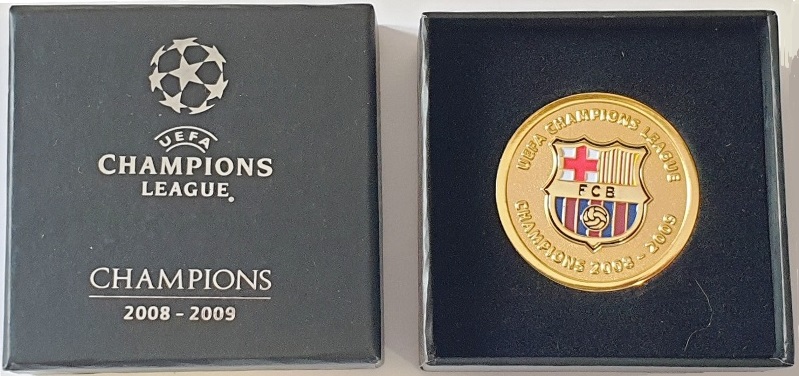 UEFA
CHAMPIONS
LEAGUE®
CHAMPIONS
2008 - 2009
UEFA CHAMPIONS LEAGUE
FCB
CHAMPIONS 2008 - 2009